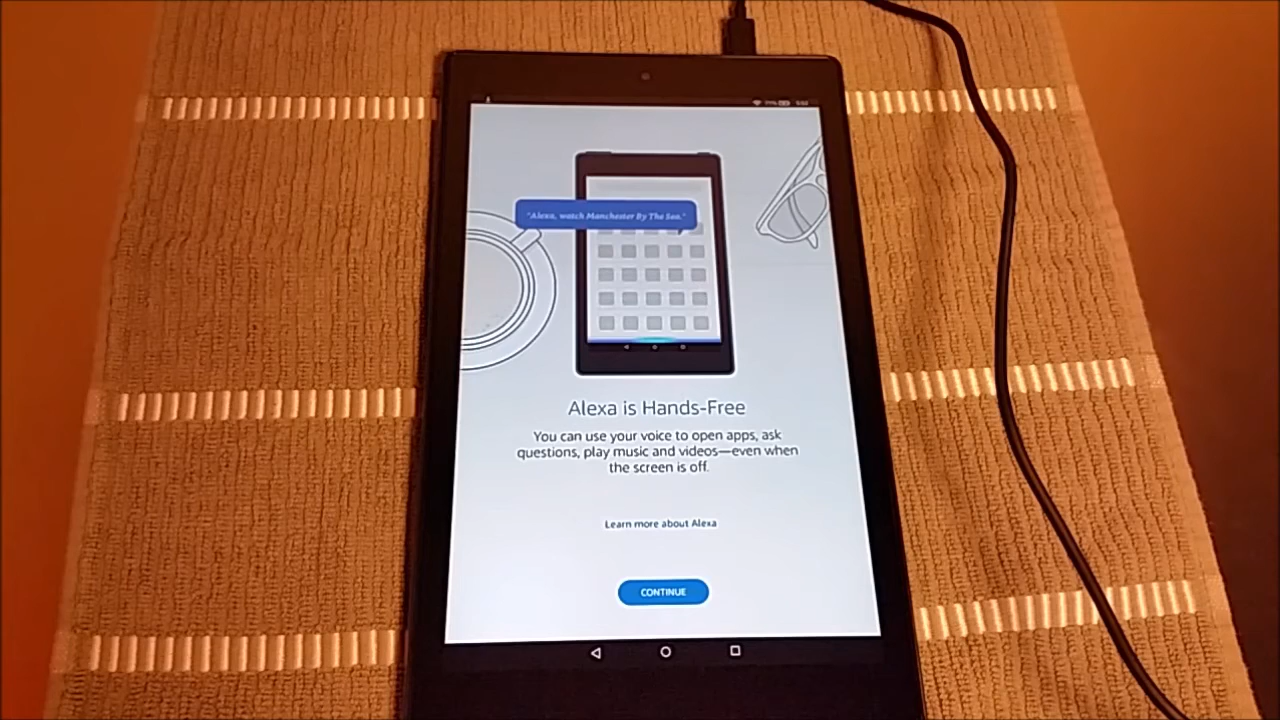 "Alexa, watch Manchester By The Sea."
Alexa is Hands-Free
You can use your voice to open apps, ask
questions, play music and videos—even when
the screen is off.
Learn more about Alexa
CONTINUE